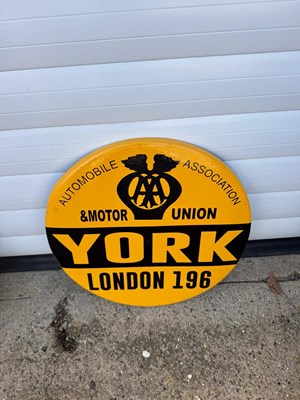 AUTOMOBILE ASSOCIATION
AA
& MOTOR UNION
YORK
LONDON 196